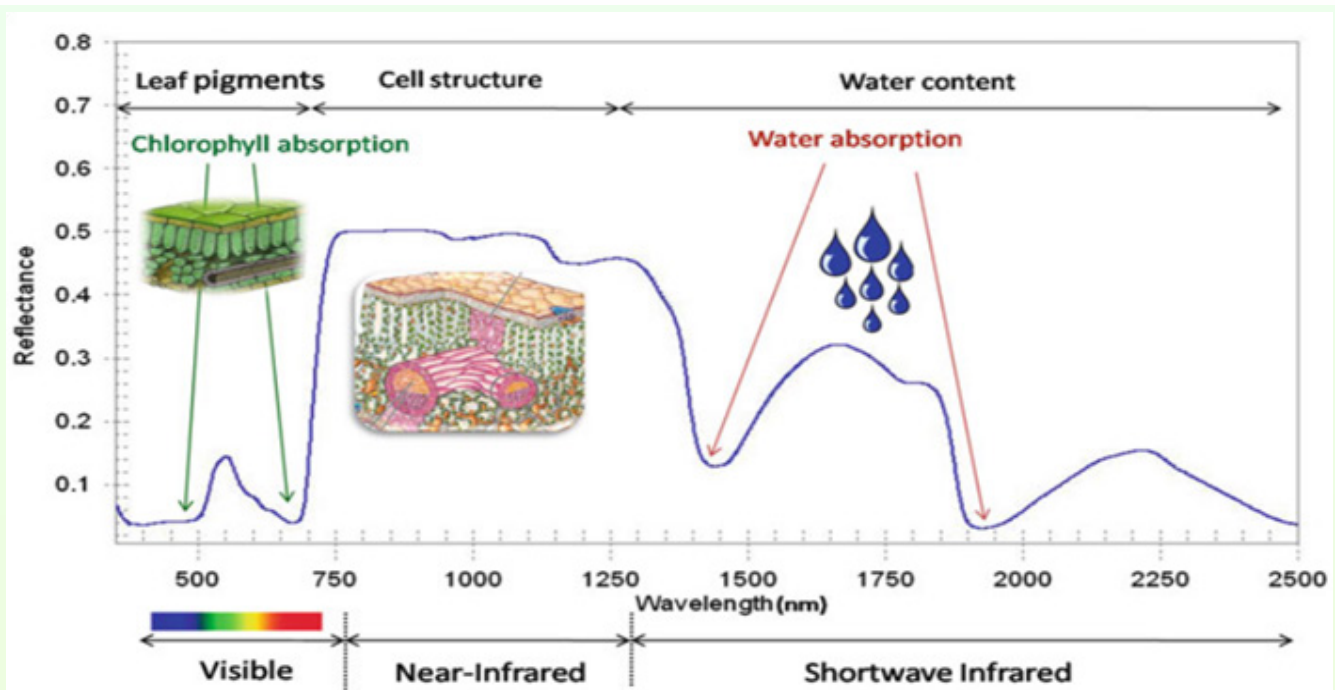 0.8
Leaf pigments Cell structure Water content
0.7
Chlorophyll absorption Water absorption
0.6
0.5
0.4
0.3
0.2
0.1
Reflectance
500 750 1000 1250 1500 1750 2000 2250 2500
Wavelength(nm)
Visible Near-Infrared Shortwave Infrared